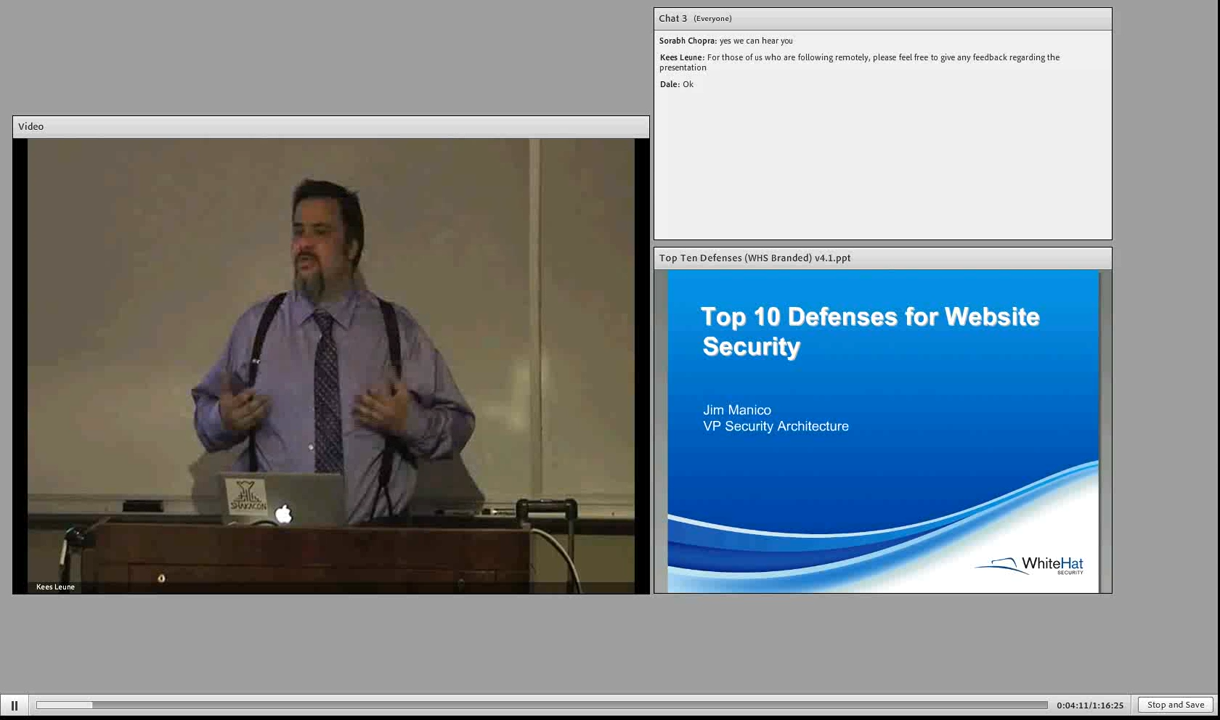 Chat 3 (Everyone)
Sorabh Chopra: yes we can hear you
Kees Leune: For those of us who are following remotely, please feel free to give any feedback regarding the
presentation
Dale: Ok
Video
SHAKACON
Kees Leune
Top Ten Defenses (WHS Branded) v4.1.ppt
Top 10 Defenses for Website
Security
Jim Manico
VP Security Architecture
WhiteHat
SECURITY
0:04:11/1:16:25
Stop and Save